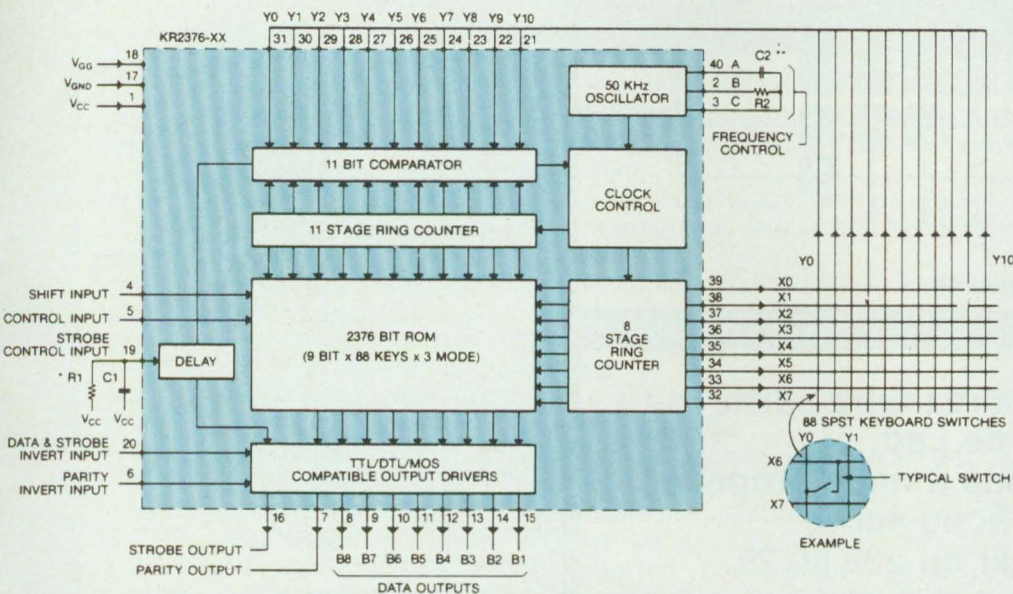 Y0 Y1 Y2 Y3 Y4 Y5 Y6 Y7 Y8 Y9 Y10
KR2376-XX
31 30 29 28 27 26 25 24 23 22 21
VGG 18
VGND 17
VCC 1
50 KHz
OSCILLATOR
40 A C2 **
2 B
3 C R2
FREQUENCY
CONTROL
11 BIT COMPARATOR
CLOCK
CONTROL
11 STAGE RING COUNTER
Y0 Y10
SHIFT INPUT 4
CONTROL INPUT 5
STROBE
CONTROL INPUT 19
DELAY
* R1 C1
VCC VCC
2376 BIT ROM
(9 BIT x 88 KEYS x 3 MODE)
8
STAGE
RING
COUNTER
39 X0
38 X1
37 X2
36 X3
35 X4
34 X5
33 X6
32 X7
88 SPST KEYBOARD SWITCHES
DATA & STROBE
INVERT INPUT 20
PARITY
INVERT INPUT 6
TTL/DTL/MOS
COMPATIBLE OUTPUT DRIVERS
Y0 Y1
X6
X7
TYPICAL SWITCH
EXAMPLE
16 7 8 9 10 11 12 13 14 15
STROBE OUTPUT
PARITY OUTPUT
B8 B7 B6 B5 B4 B3 B2 B1
DATA OUTPUTS